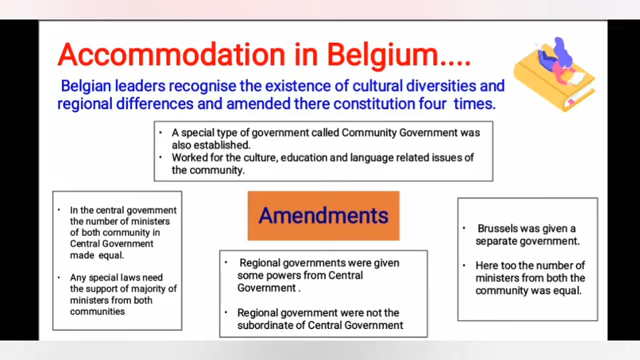 Accommodation in Belgium....
Belgian leaders recognise the existence of cultural diversities and
regional differences and amended there constitution four times.
• A special type of government called Community Government was
also established.
• Worked for the culture, education and language related issues of
the community.
• In the central government
the number of ministers
of both community in
Central Government
made equal.
• Any special laws need
the support of majority of
ministers from both
communities
Amendments
• Regional governments were given
some powers from Central
Government .
• Regional government were not the
subordinate of Central Government
• Brussels was given a
separate government.
• Here too the number of
ministers from both the
community was equal.